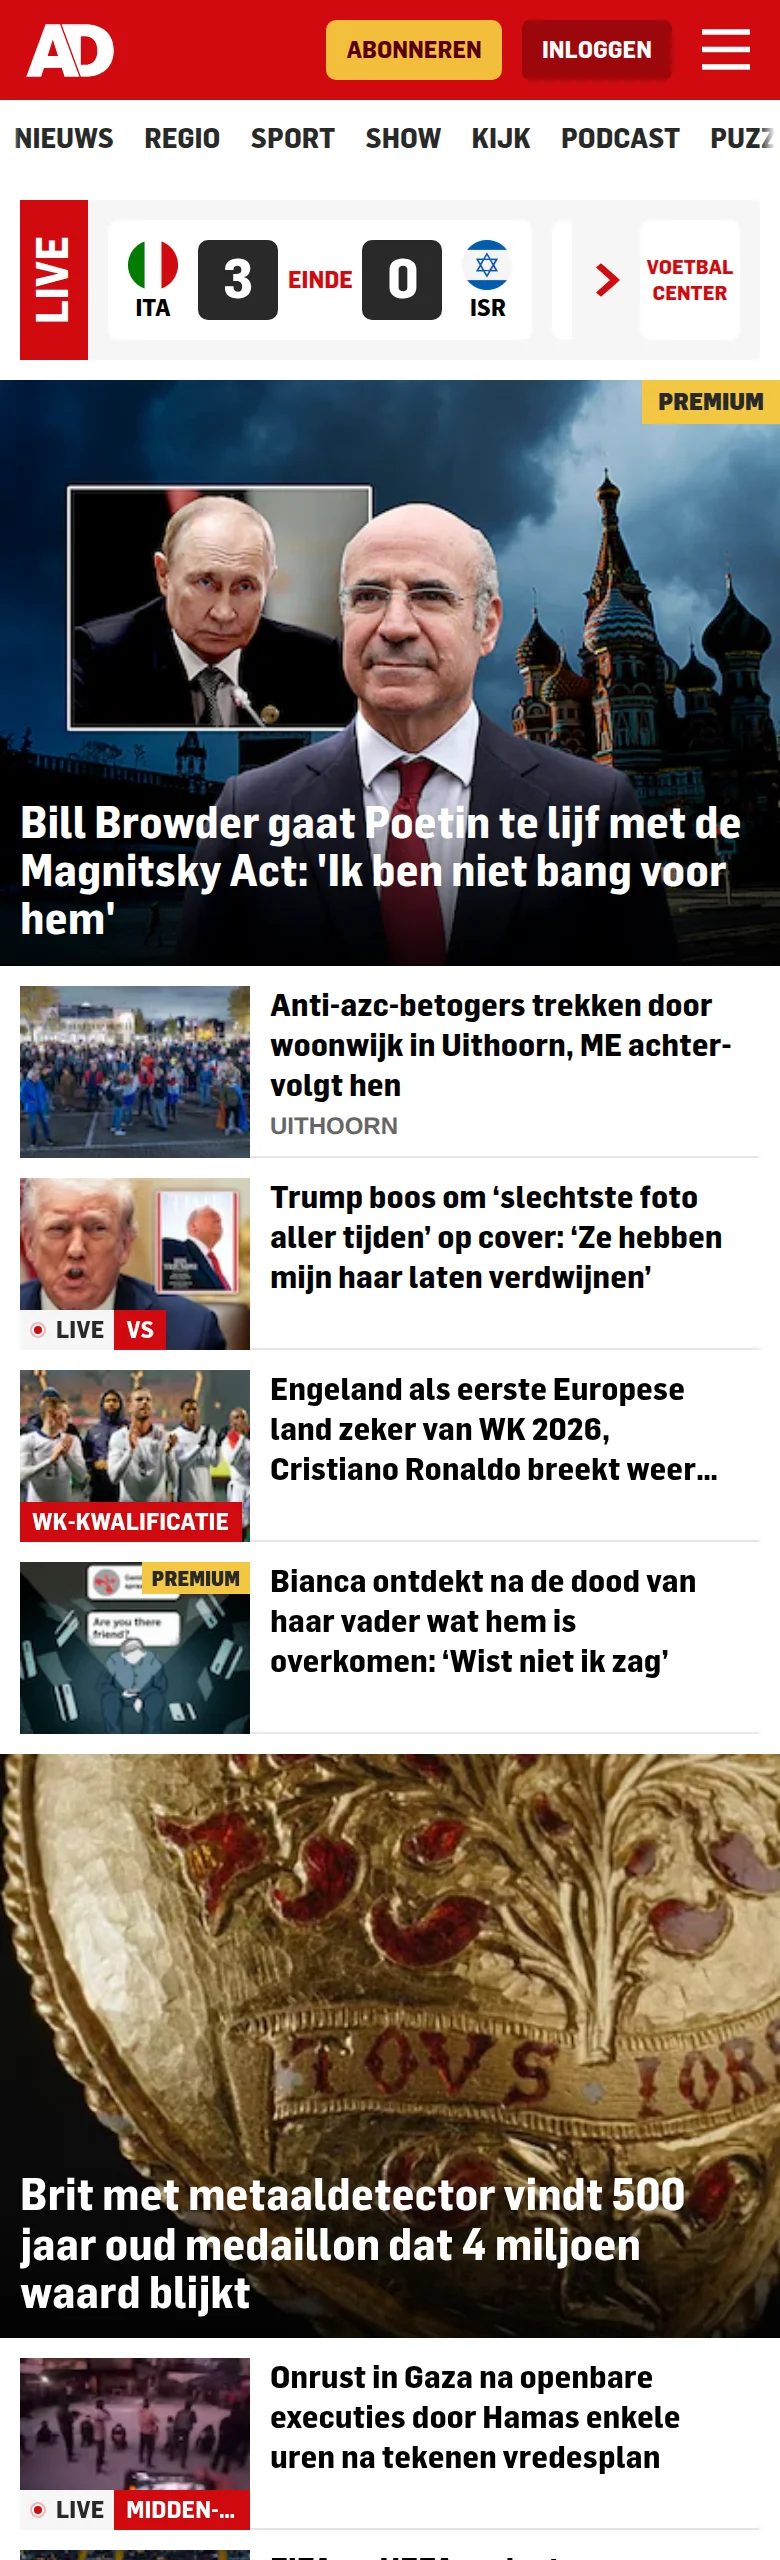 AD
ABONNEREN
INLOGGEN
NIEUWS REGIO SPORT SHOW KIJK PODCAST PUZZ
LIVE
ITA
3
EINDE
0
ISR
VOETBAL
CENTER
PREMIUM
Bill Browder gaat Poetin te lijf met de
Magnitsky Act: 'Ik ben niet bang voor
hem'
Anti-azc-betogers trekken door
woonwijk in Uithoorn, ME achter-
volgt hen
UITHOORN
Trump boos om ‘slechtste foto
aller tijden’ op cover: ‘Ze hebben
mijn haar laten verdwijnen’
LIVE VS
Engeland als eerste Europese
land zeker van WK 2026,
Cristiano Ronaldo breekt weer...
WK-KWALIFICATIE
PREMIUM
Are you there
friend?
Bianca ontdekt na de dood van
haar vader wat hem is
overkomen: ‘Wist niet ik zag’
TOVS IORS
Brit met metaaldetector vindt 500
jaar oud medaillon dat 4 miljoen
waard blijkt
Onrust in Gaza na openbare
executies door Hamas enkele
uren na tekenen vredesplan
LIVE MIDDEN-...